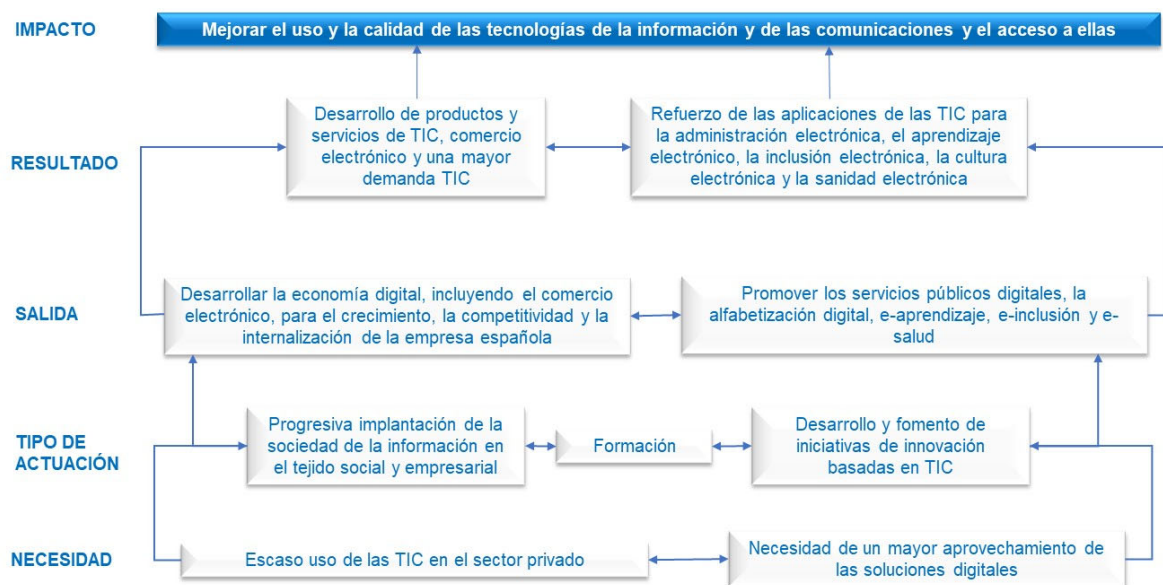 IMPACTO
Mejorar el uso y la calidad de las tecnologías de la información y de las comunicaciones y el acceso a ellas
RESULTADO
Desarrollo de productos y
servicios de TIC, comercio
electrónico y una mayor
demanda TIC
Refuerzo de las aplicaciones de las TIC para
la administración electrónica, el aprendizaje
electrónico, la inclusión electrónica, la cultura
electrónica y la sanidad electrónica
SALIDA
Desarrollar la economía digital, incluyendo el comercio
electrónico, para el crecimiento, la competitividad y la
internalización de la empresa española
Promover los servicios públicos digitales, la
alfabetización digital, e-aprendizaje, e-inclusión y e-
salud
TIPO DE
ACTUACIÓN
Progresiva implantación de la
sociedad de la información en
el tejido social y empresarial
Formación
Desarrollo y fomento de
iniciativas de innovación
basadas en TIC
NECESIDAD
Escaso uso de las TIC en el sector privado
Necesidad de un mayor aprovechamiento de
las soluciones digitales